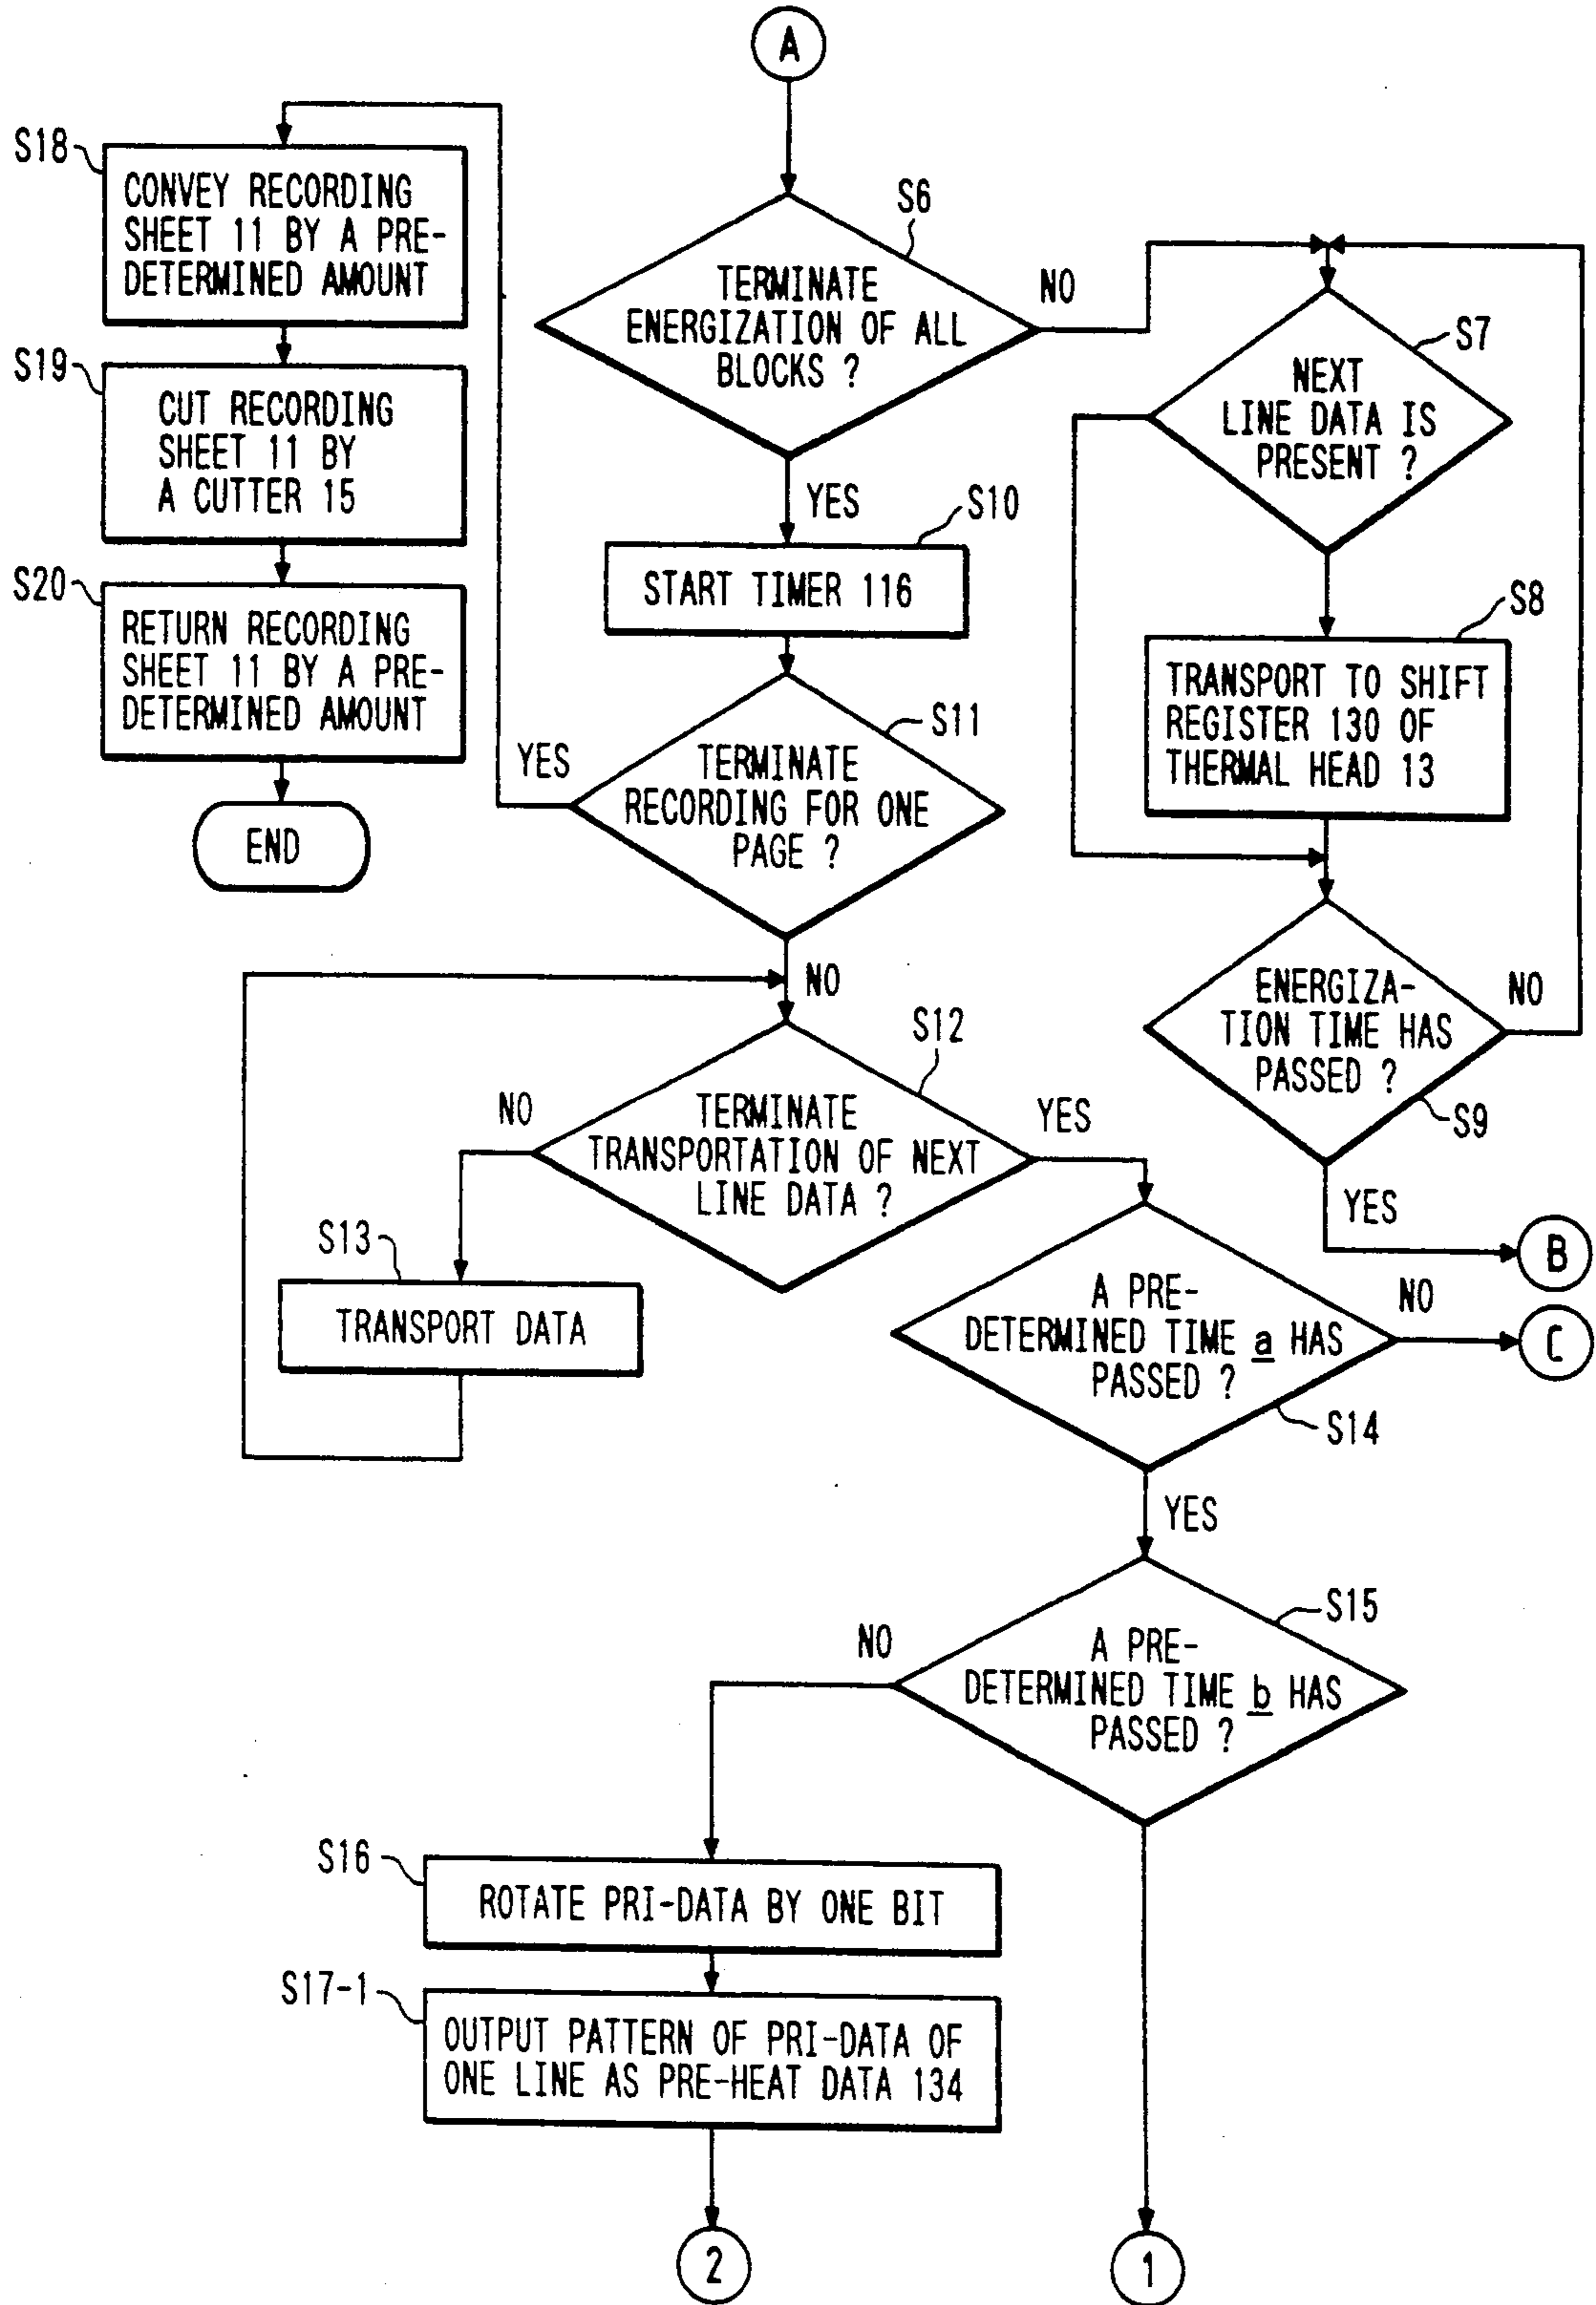 A
S18
CONVEY RECORDING
SHEET 11 BY A PRE-
DETERMINED AMOUNT
S19
CUT RECORDING
SHEET 11 BY
A CUTTER 15
S20
RETURN RECORDING
SHEET 11 BY A PRE-
DETERMINED AMOUNT
END
S6
TERMINATE
ENERGIZATION OF ALL
BLOCKS ?
NO
YES
S7
NEXT
LINE DATA IS
PRESENT ?
S8
TRANSPORT TO SHIFT
REGISTER 130 OF
THERMAL HEAD 13
S9
ENERGIZA-
TION TIME HAS
PASSED ?
NO
YES
B
S10
START TIMER 116
S11
TERMINATE
RECORDING FOR ONE
PAGE ?
YES
NO
S12
TERMINATE
TRANSPORTATION OF NEXT
LINE DATA ?
NO
YES
S13
TRANSPORT DATA
A PRE-
DETERMINED TIME a HAS
PASSED ?
S14
NO
C
YES
S15
A PRE-
DETERMINED TIME b HAS
PASSED ?
NO
S16
ROTATE PRI-DATA BY ONE BIT
S17-1
OUTPUT PATTERN OF PRI-DATA OF
ONE LINE AS PRE-HEAT DATA 134
2
1